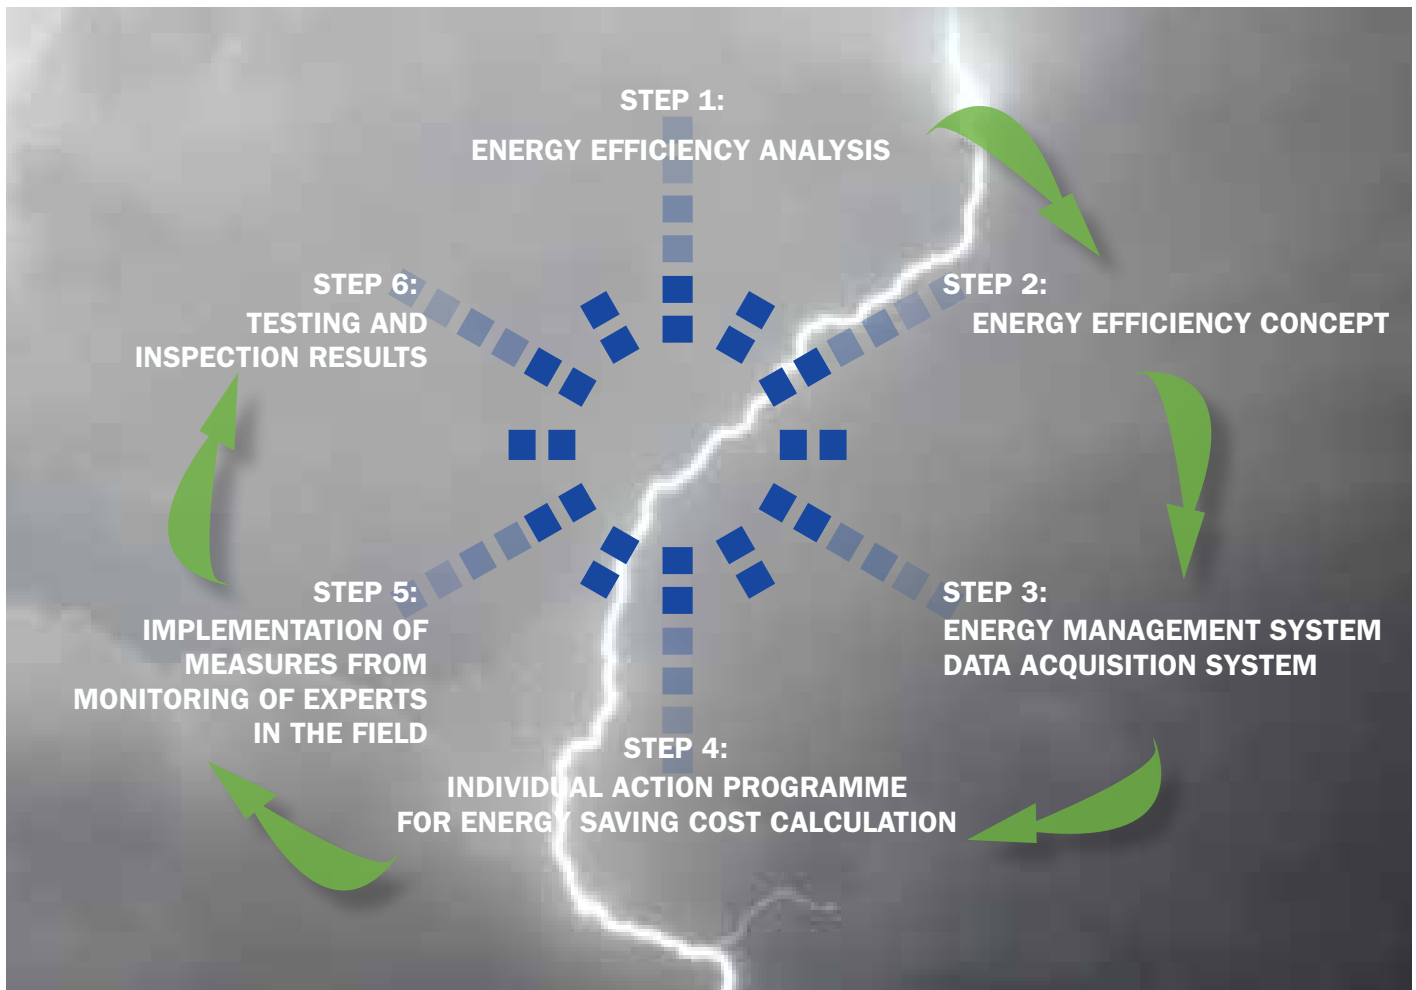 STEP 1:
ENERGY EFFICIENCY ANALYSIS
STEP 2:
ENERGY EFFICIENCY CONCEPT
STEP 3:
ENERGY MANAGEMENT SYSTEM
DATA ACQUISITION SYSTEM
STEP 4:
INDIVIDUAL ACTION PROGRAMME
FOR ENERGY SAVING COST CALCULATION
STEP 5:
IMPLEMENTATION OF
MEASURES FROM
MONITORING OF EXPERTS
IN THE FIELD
STEP 6:
TESTING AND
INSPECTION RESULTS